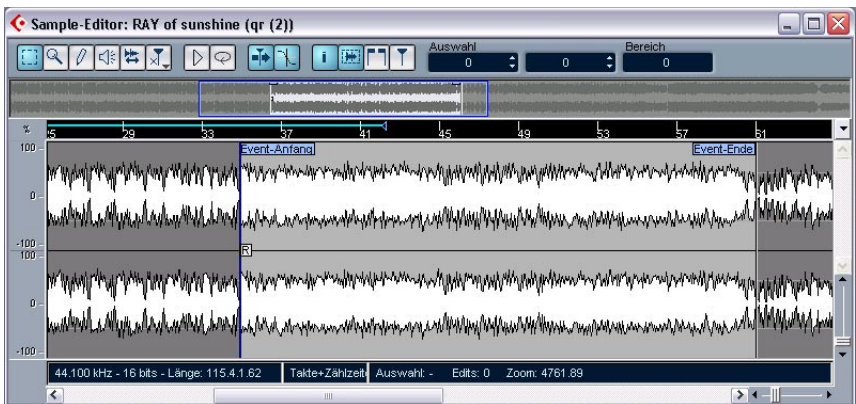 Sample-Editor: RAY of sunshine (qr (2))
Auswahl Bereich
0 0 0
% 25 29 33 37 41 45 49 53 57 61
100 Event-Anfang Event-Ende
0
-100
100 R
0
-100
44.100 kHz - 16 bits - Länge: 115.4.1.62 Takte+Zählzeit Auswahl: - Edits: 0 Zoom: 4761.89